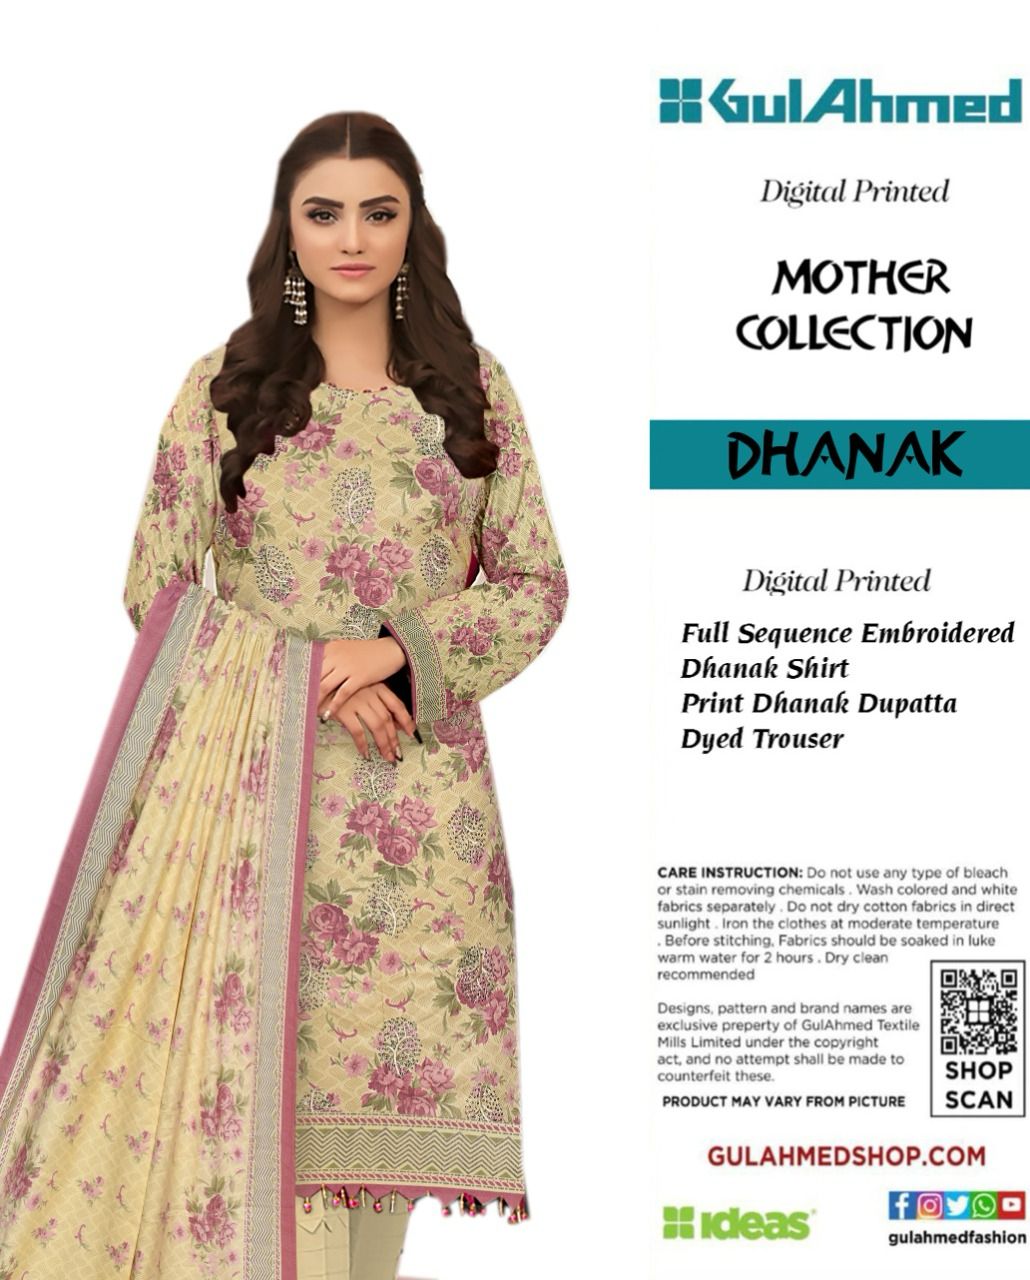 GulAhmed
Digital Printed
MOTHER
COLLECTION
DHANAK
Digital Printed
Full Sequence Embroidered
Dhanak Shirt
Print Dhanak Dupatta
Dyed Trouser
CARE INSTRUCTION: Do not use any type of bleach
or stain removing chemicals . Wash colored and white
fabrics separately . Do not dry cotton fabrics in direct
sunlight . Iron the clothes at moderate temperature
. Before stitching, Fabrics should be soaked in luke
warm water for 2 hours . Dry clean
recommended
Designs, pattern and brand names are
exclusive preperty of GulAhmed Textile
Mills Limited under the copyright
act, and no attempt shall be made to
counterfeit these.
PRODUCT MAY VARY FROM PICTURE
SHOP
SCAN
GULAHMEDSHOP.COM
ideas
gulahmedfashion